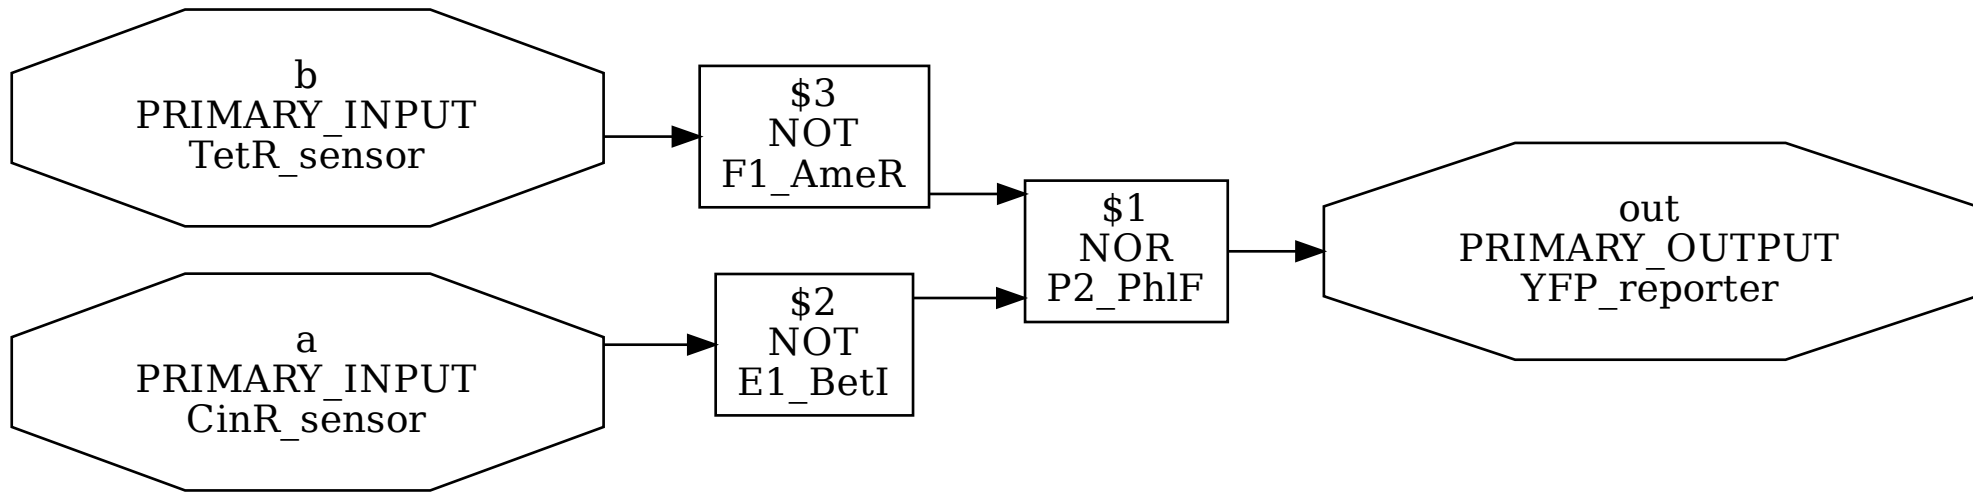 b
PRIMARY_INPUT
TetR_sensor
$3
NOT
F1_AmeR
a
PRIMARY_INPUT
CinR_sensor
$2
NOT
E1_BetI
$1
NOR
P2_PhlF
out
PRIMARY_OUTPUT
YFP_reporter